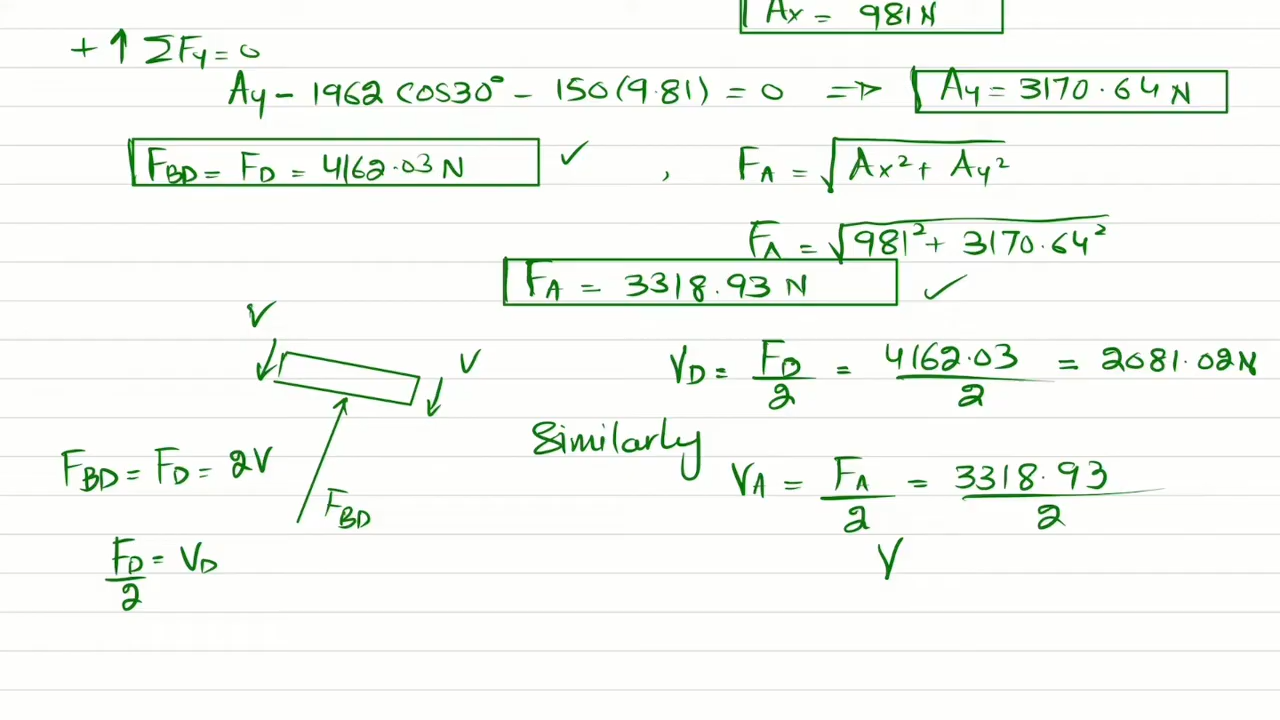 Ax = 981 N
+ ↑ ΣFy = 0
Ay - 1962 cos30° - 150(9.81) = 0 => Ay = 3170.64 N
FBD = FD = 4162.03 N ✓ , FA = √Ax² + Ay²
FA = √981² + 3170.64²
FA = 3318.93 N ✓
V
V
VD = FD/2 = 4162.03/2 = 2081.02 N
Similarly
FBD = FD = 2V
VA = FA/2 = 3318.93/2
FBD
V
FD/2 = VD